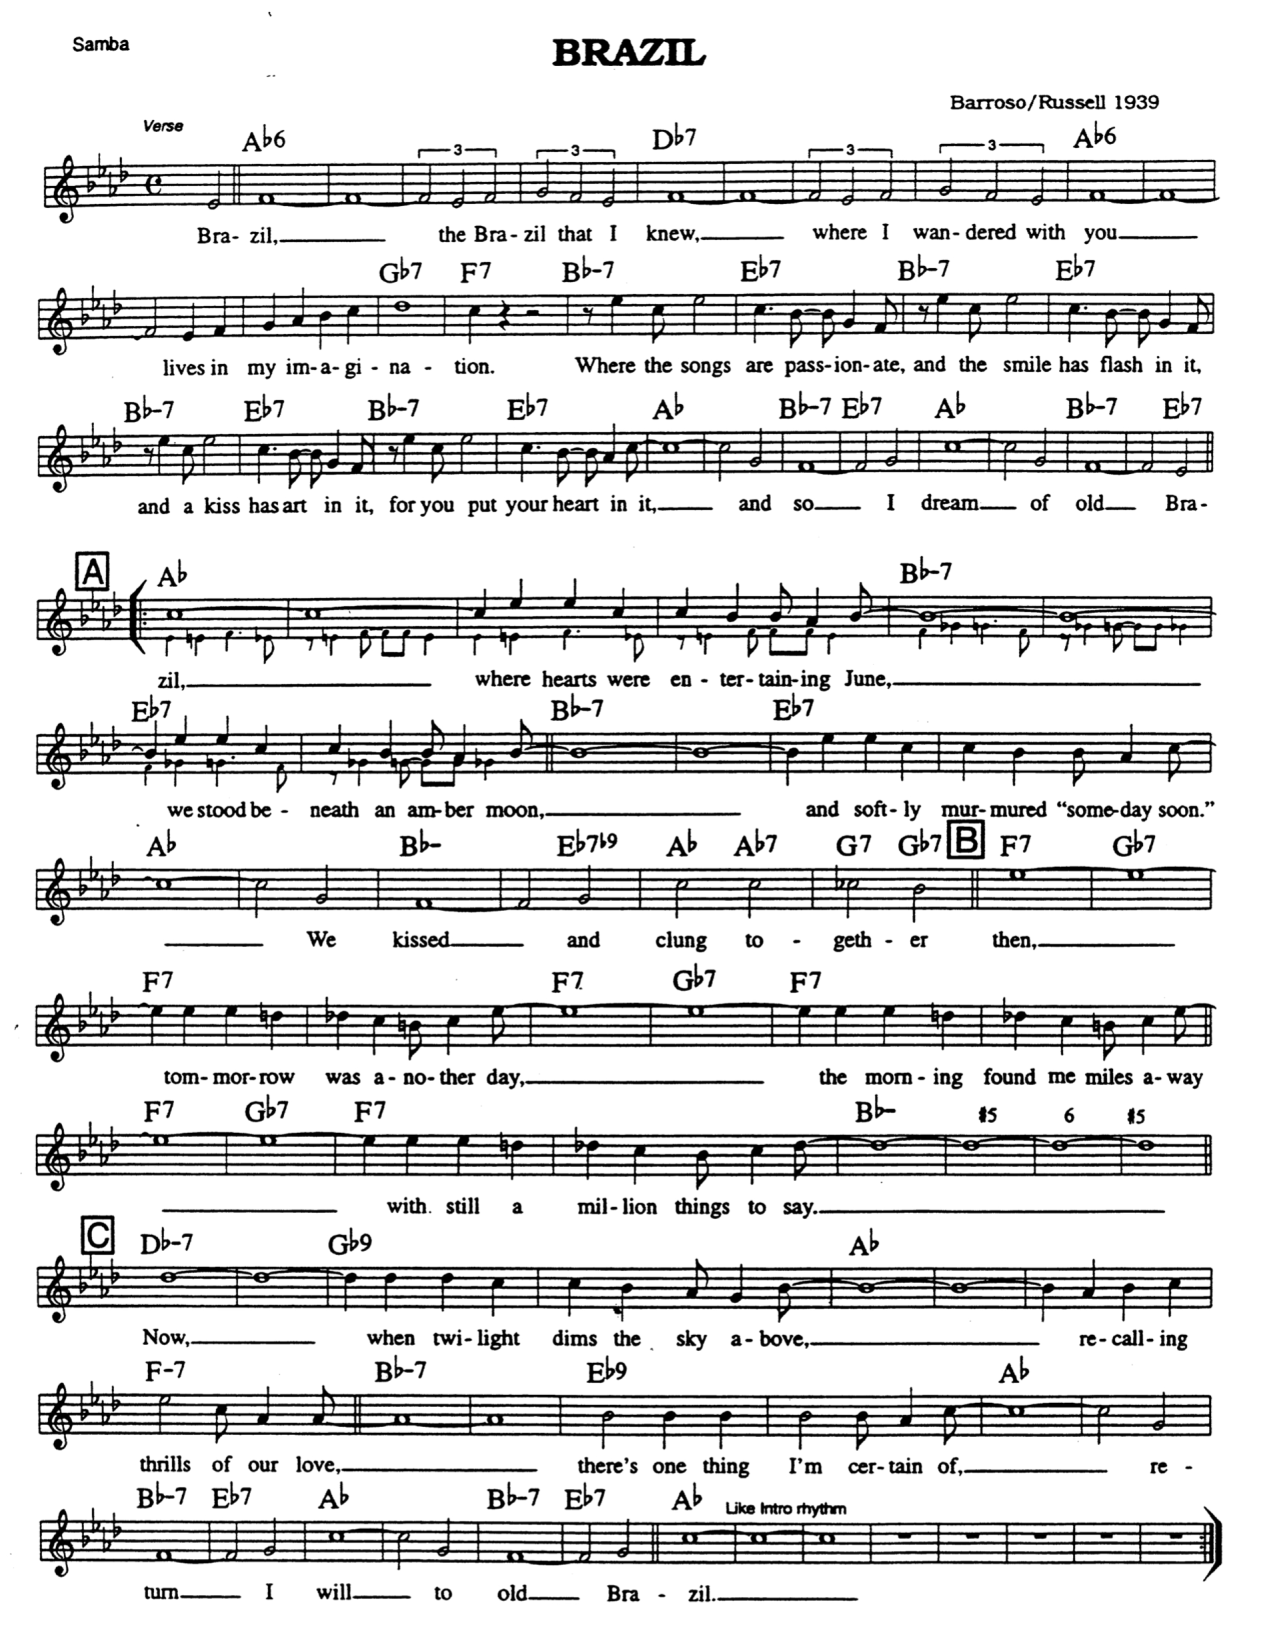 Samba
BRAZIL
Barroso/Russell 1939
Verse
A♭6 3 3 D♭7 3 3 A♭6
Bra- zil, the Bra - zil that I knew, where I wan- dered with you
G♭7 F7 B♭-7 E♭7 B♭-7 E♭7
lives in my im- a- gi - na - tion. Where the songs are pass-ion-ate, and the smile has flash in it,
B♭-7 E♭7 B♭-7 E♭7 A♭ B♭-7 E♭7 A♭ B♭-7 E♭7
and a kiss has art in it, for you put your heart in it, and so I dream of old Bra-
A A♭ B♭-7
zil, where hearts were en - ter- tain-ing June,
E♭7 B♭-7 E♭7
we stood be - neath an am-ber moon, and soft- ly mur-mured “some-day soon.”
A♭ B♭- E♭7♭9 A♭ A♭7 G7 G♭7 B F7 G♭7
We kissed and clung to - geth - er then,
F7 F7 G♭7 F7
tom- mor- row was a- no- ther day, the morn - ing found me miles a- way
F7 G♭7 F7 B♭- #5 6 #5
with still a mil- lion things to say.
C D♭-7 G♭9 A♭
Now, when twi- light dims the sky a- bove, re- call- ing
F-7 B♭-7 E♭9 A♭
thrills of our love, there's one thing I'm cer- tain of, re -
B♭-7 E♭7 A♭ B♭-7 E♭7 A♭ Like Intro rhythm
turn I will to old Bra - zil.